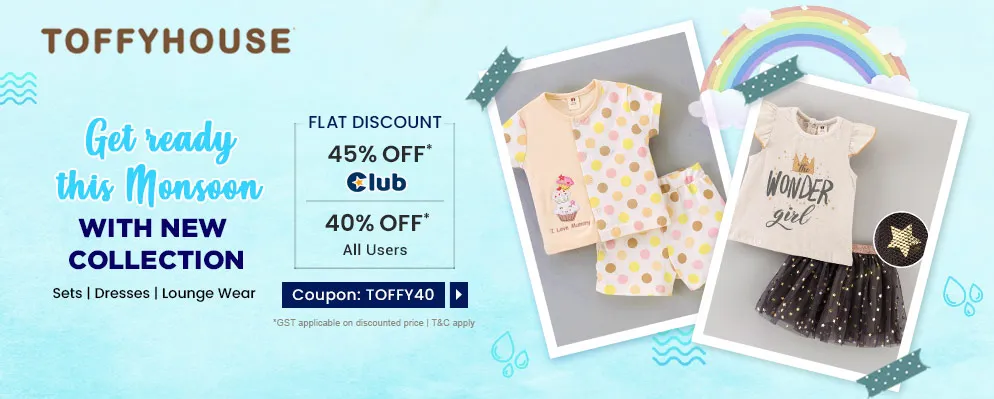 TOFFYHOUSE
Get ready
this Monsoon
WITH NEW
COLLECTION
Sets | Dresses | Lounge Wear
FLAT DISCOUNT
45% OFF*
Club
40% OFF*
All Users
Coupon: TOFFY40
*GST applicable on discounted price | T&C apply
I Love Mummy
the
WONDER
girl